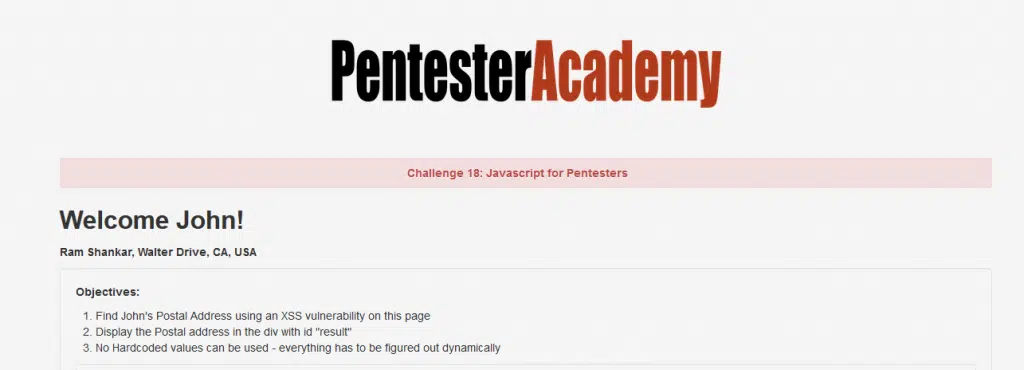 PentesterAcademy
Challenge 18: Javascript for Pentesters
Welcome John!
Ram Shankar, Walter Drive, CA, USA
Objectives:
1. Find John's Postal Address using an XSS vulnerability on this page
2. Display the Postal address in the div with id "result"
3. No Hardcoded values can be used - everything has to be figured out dynamically